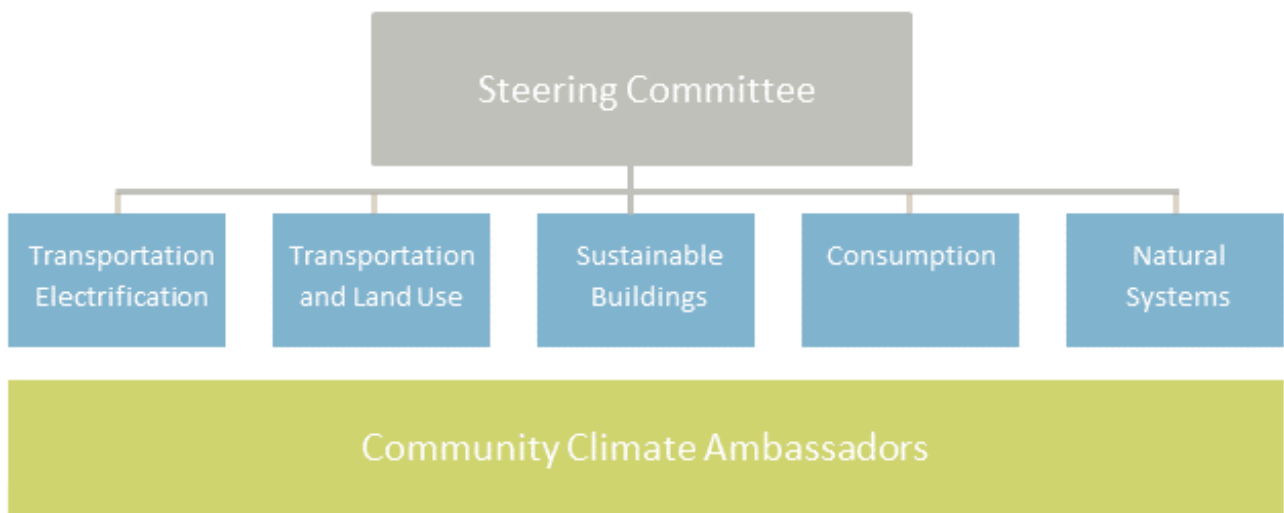 Steering Committee
Transportation
Electrification
Transportation
and Land Use
Sustainable
Buildings
Consumption
Natural
Systems
Community Climate Ambassadors